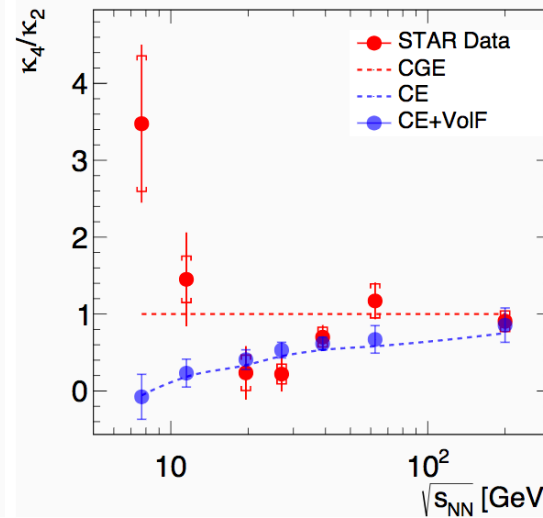 κ4/κ2
STAR Data
CGE
CE
CE+VolF
4
3
2
1
0
10
10²
√sNN [GeV